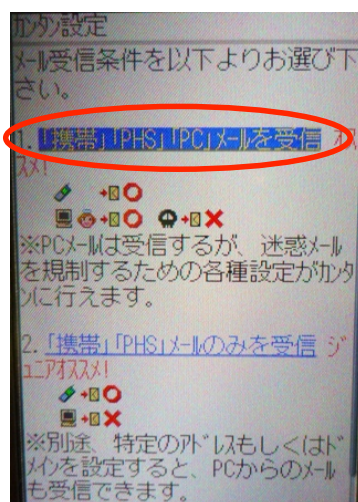 カンタン設定
メール受信条件を以下よりお選び下
さい。
1.「携帯」「PHS」「PC」メールを受信 オス
スメ!
※PCメールは受信するが、迷惑メール
を規制するための各種設定がカンタ
ンに行えます。
2.「携帯」「PHS」メールのみを受信 ジ
ュニアオススメ!
※別途、特定のアドレスもしくはド
メインを設定すると、PCからのメール
も受信できます。